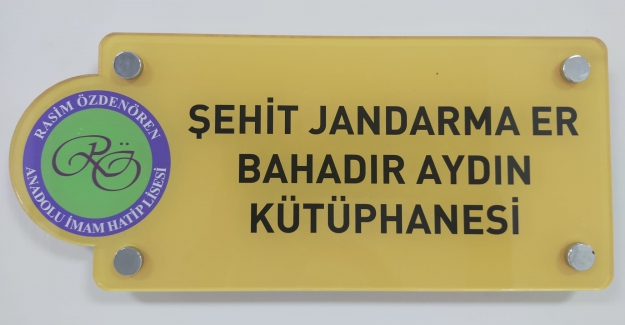 RASİM ÖZDENÖREN
RÖ
ANADOLU İMAM HATİP LİSESİ
ŞEHİT JANDARMA ER
BAHADIR AYDIN
KÜTÜPHANESİ